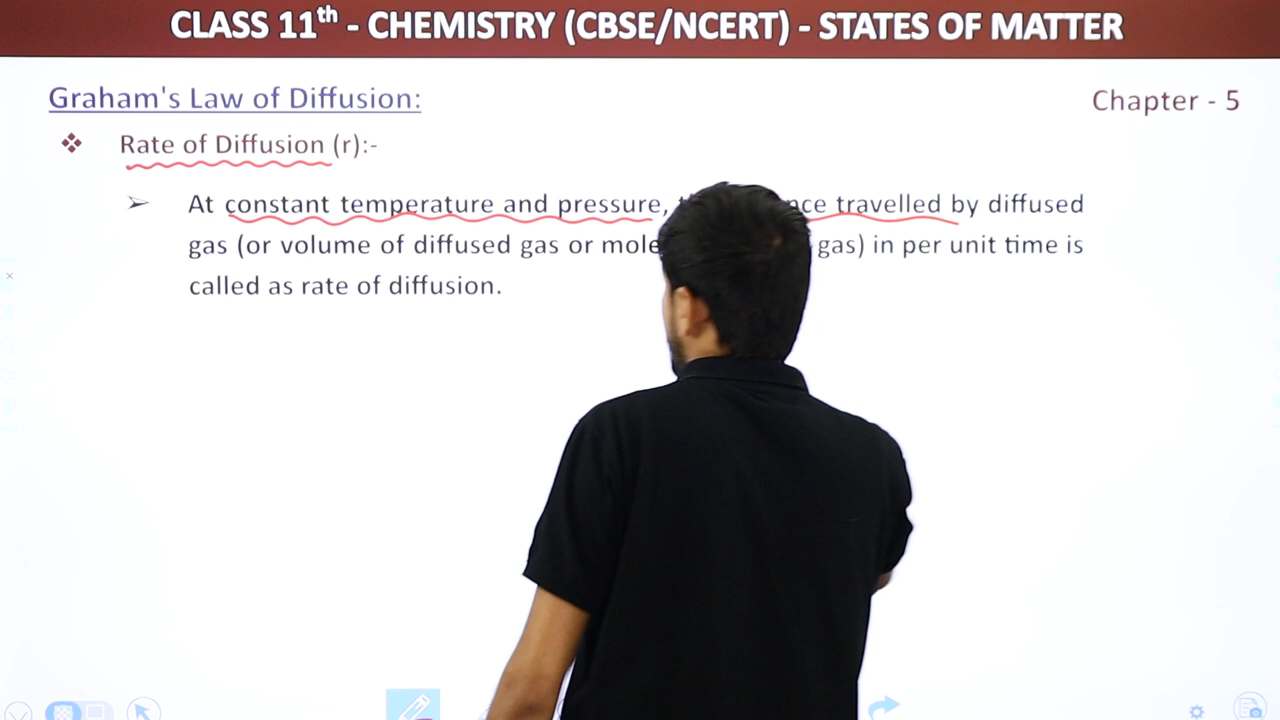 CLASS 11th - CHEMISTRY (CBSE/NCERT) - STATES OF MATTER
Graham's Law of Diffusion:
Chapter - 5
Rate of Diffusion (r):-
At constant temperature and pressure, travelled by diffused
gas (or volume of diffused gas or gas) in per unit time is
called as rate of diffusion.